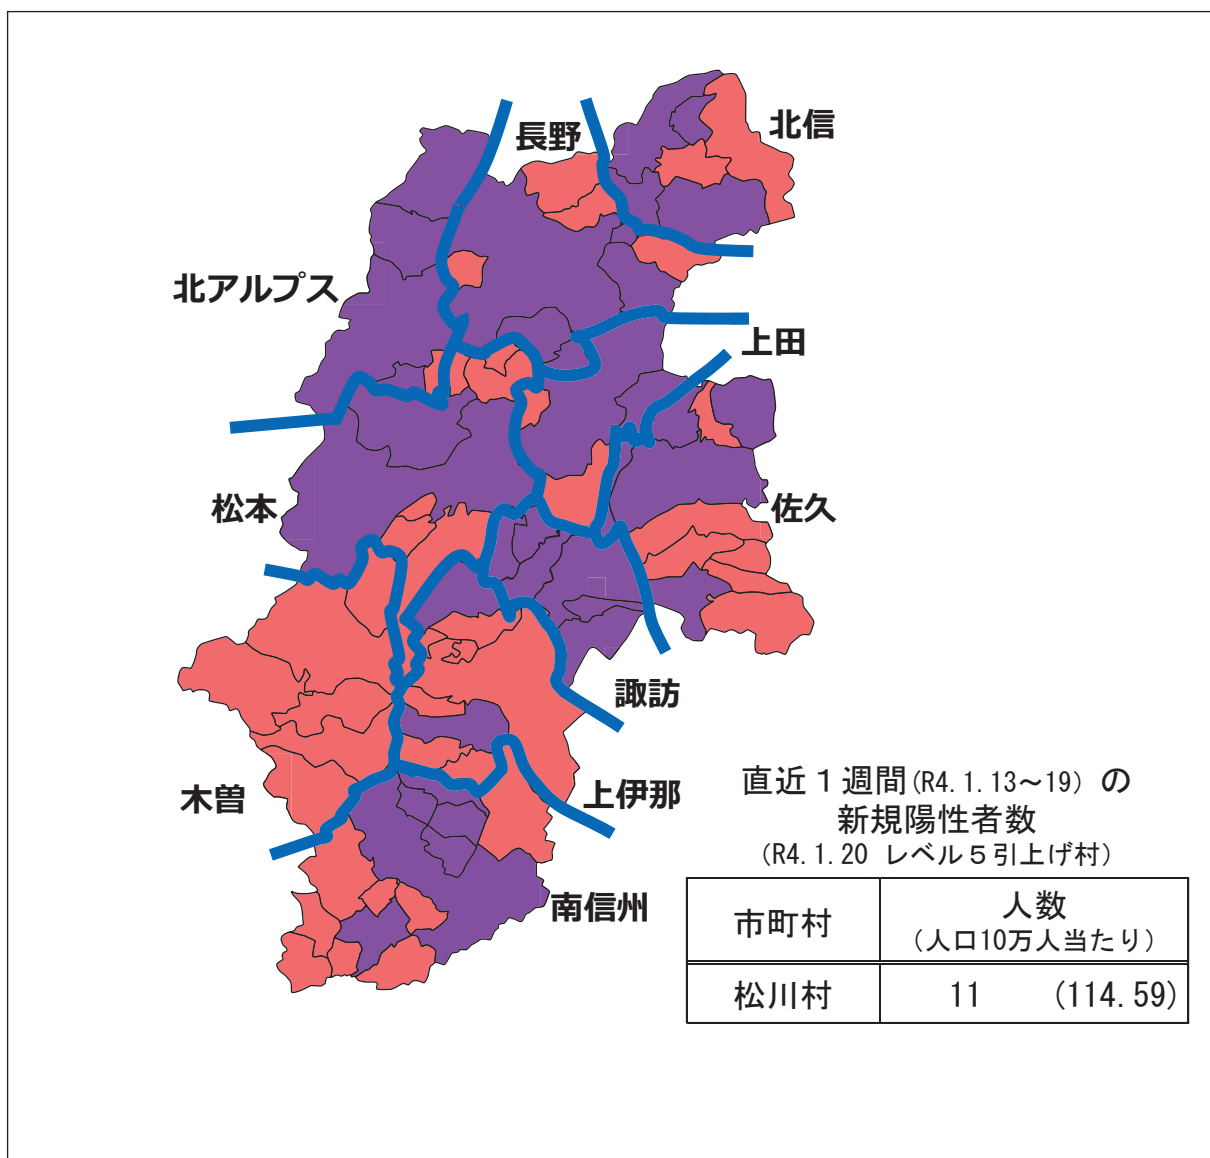 長野
北信
北アルプス
上田
松本
佐久
諏訪
木曽
上伊那
南信州
直近１週間(R4.1.13～19) の
新規陽性者数
(R4.1.20 レベル５引上げ村)
市町村
人数
(人口10万人当たり)
松川村 11 (114.59)